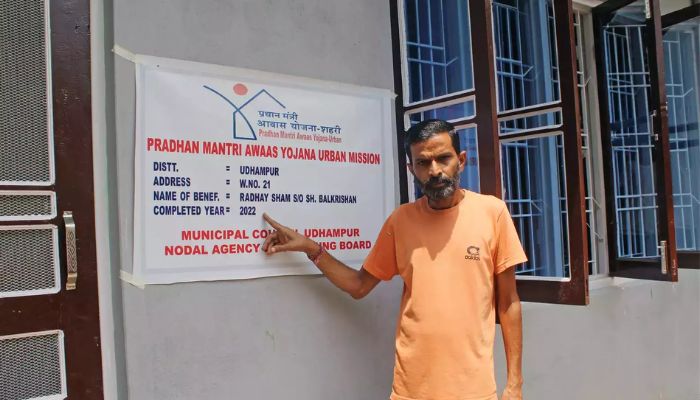 प्रधान मंत्री
आवास योजना-शहरी
Pradhan Mantri Awaas Yojana-Urban
PRADHAN MANTRI AWAAS YOJANA URBAN MISSION
DISTT. = UDHAMPUR
ADDRESS = W.NO. 21
NAME OF BENEF. = RADHAY SHAM S/O SH. BALKRISHAN
COMPLETED YEAR = 2022
MUNICIPAL UDHAMPUR
NODAL AGENCY BOARD